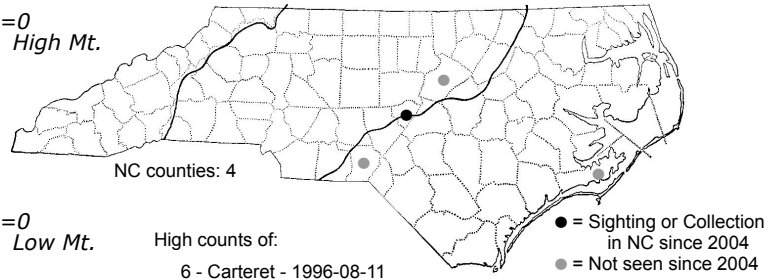 =0
High Mt.
NC counties: 4
=0
Low Mt.
High counts of:
6 - Carteret - 1996-08-11
= Sighting or Collection
in NC since 2004
= Not seen since 2004